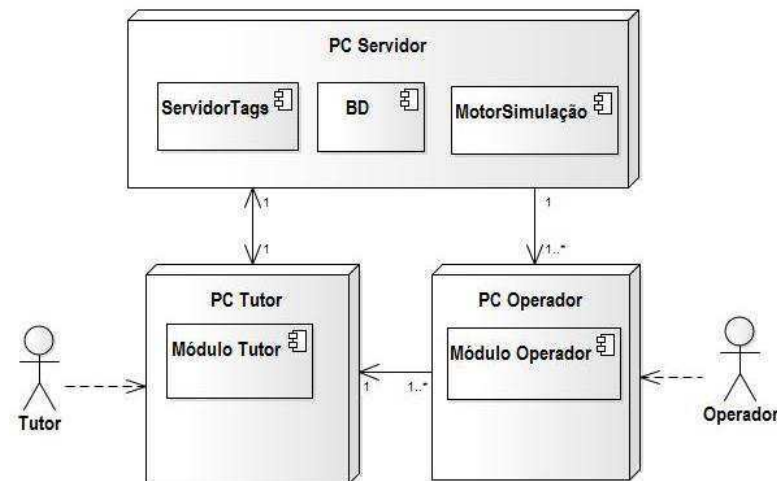 PC Servidor
ServidorTags
BD
MotorSimulação
1
1
1
1..*
PC Tutor
PC Operador
Módulo Tutor
Módulo Operador
1
1..*
Tutor
Operador